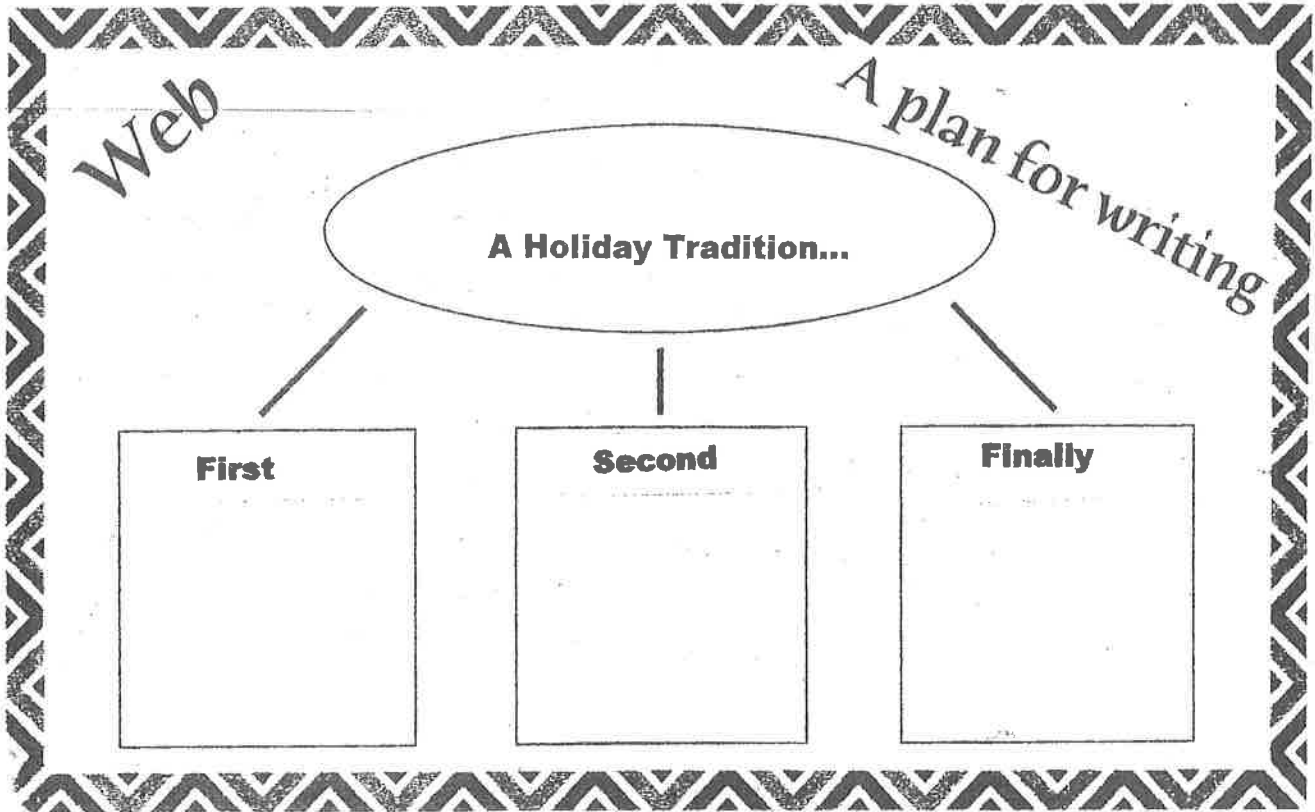 Web
A plan for writing
A Holiday Tradition...
First
Second
Finally